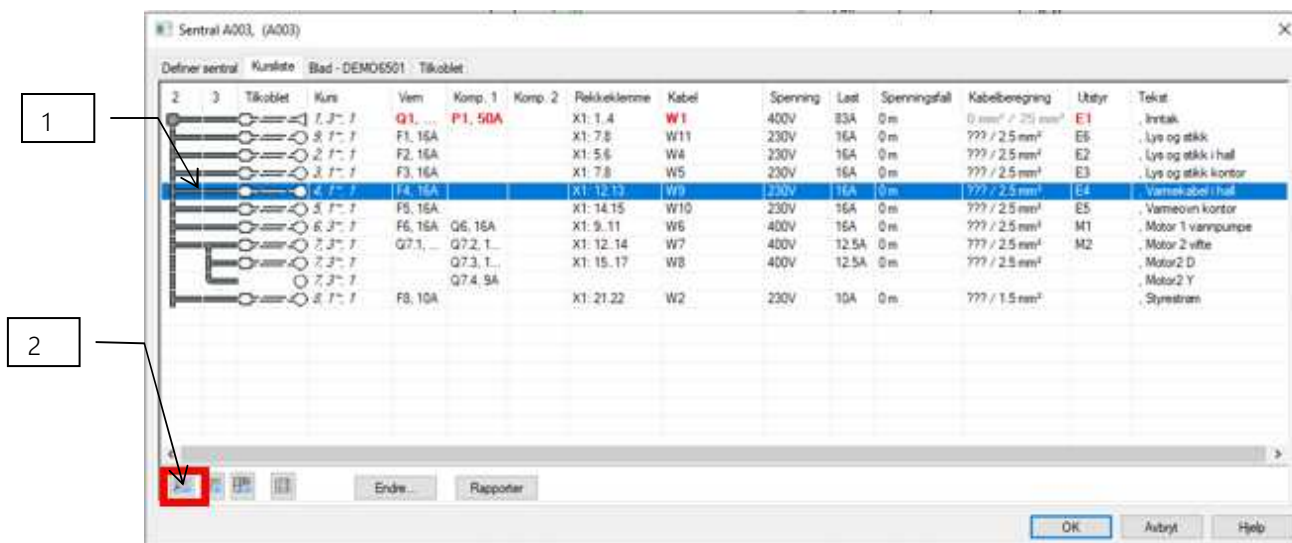 Sentral A003, (A003)
Definer sentral Kursliste Blad - DEMO6501 Tilkoblet
2 3 Tilkoblet Kurs Vern Komp. 1 Komp. 2 Rekkeklemme Kabel Spenning Last Spenningsfall Kabelberegning Utstyr Tekst
1
Q1, ... P1, 50A X1: 1..4 W1 400V 83A 0 m 0 mm² / 25 mm² E1 , Inntak
F1, 16A X1: 7.8 W11 230V 16A 0 m ??? / 2.5 mm² E6 , Lys og stikk
F2, 16A X1: 5.6 W4 230V 16A 0 m ??? / 2.5 mm² E2 , Lys og stikk i hall
F3, 16A X1: 7.8 W5 230V 16A 0 m ??? / 2.5 mm² E3 , Lys og stikk kontor
F4, 16A X1: 12.13 W9 230V 16A 0 m ??? / 2.5 mm² E4 , Varmekabel i hall
F5, 16A X1: 14.15 W10 230V 16A 0 m ??? / 2.5 mm² E5 , Varmeovn kontor
F6, 16A Q6, 16A X1: 9..11 W6 400V 16A 0 m ??? / 2.5 mm² M1 , Motor 1 vannpumpe
Q7.1, ... Q7.2, 1... X1: 12..14 W7 400V 12.5A 0 m ??? / 2.5 mm² M2 , Motor 2 vifte
Q7.3, 1... X1: 15..17 W8 400V 12.5A 0 m ??? / 2.5 mm² , Motor2 D
Q7.4, 9A , Motor2 Y
F8, 10A X1: 21.22 W2 230V 10A 0 m ??? / 1.5 mm² , Styrestrøm
2
Endre... Rapporter
OK Avbryt Hjelp